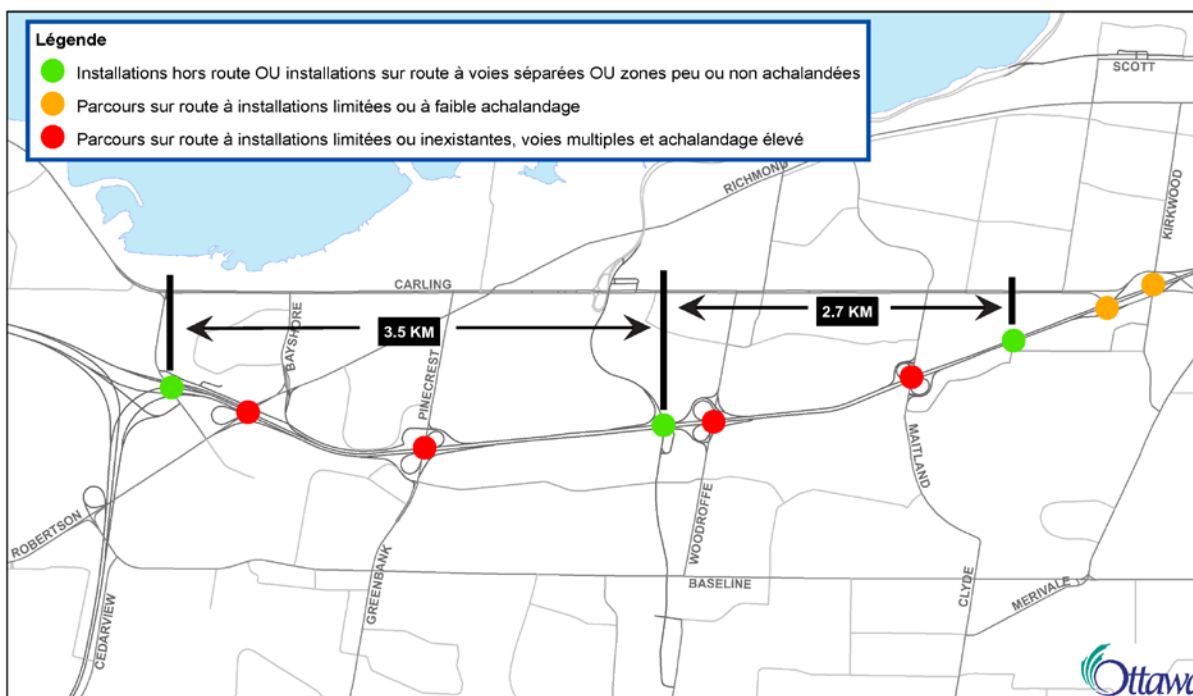 Légende
Installations hors route OU installations sur route à voies séparées OU zones peu ou non achalandées
Parcours sur route à installations limitées ou à faible achalandage
Parcours sur route à installations limitées ou inexistantes, voies multiples et achalandage élevé
SCOTT
RICHMOND
KIRKWOOD
CARLING
BAYSHORE
3.5 KM
2.7 KM
PINECREST
MAITLAND
ROBERTSON
WOODROFFE
GREENBANK
BASELINE
CLYDE
MERIVALE
CEDARVIEW
Ottawa